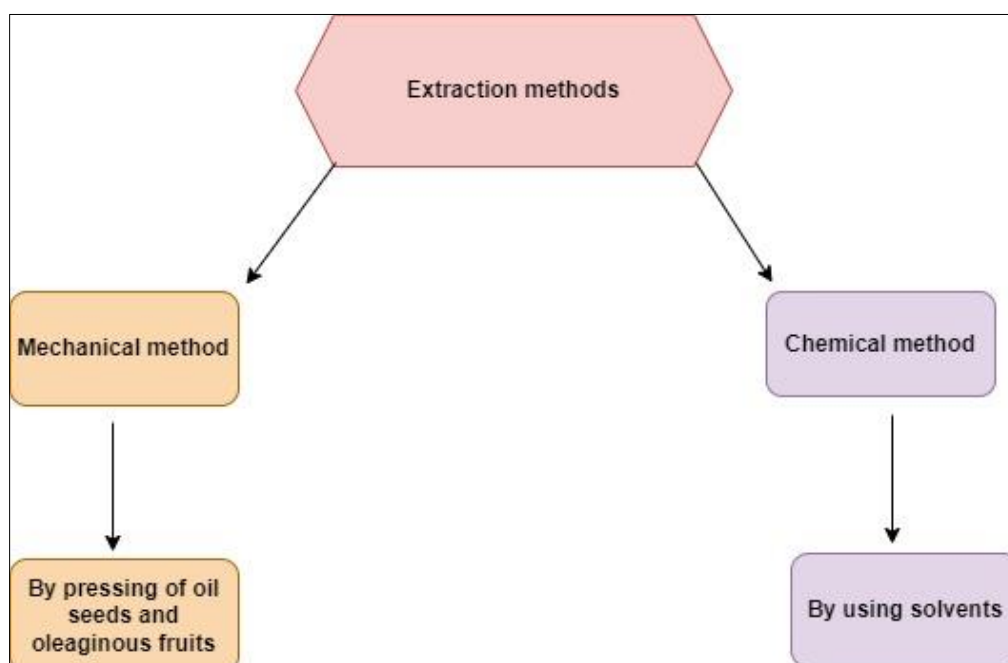 Extraction methods
Mechanical method
Chemical method
By pressing of oil
seeds and
oleaginous fruits
By using solvents